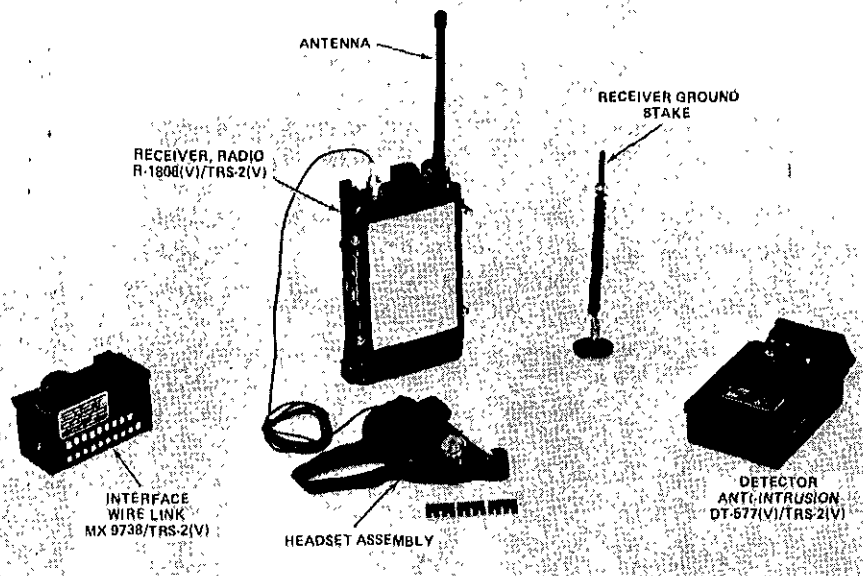 ANTENNA
RECEIVER GROUND
STAKE
RECEIVER, RADIO
R-1808(V)/TRS-2(V)
INTERFACE
WIRE LINK
MX 9738/TRS-2(V)
HEADSET ASSEMBLY
DETECTOR
ANTI-INTRUSION
DT-577(V)/TRS-2(V)